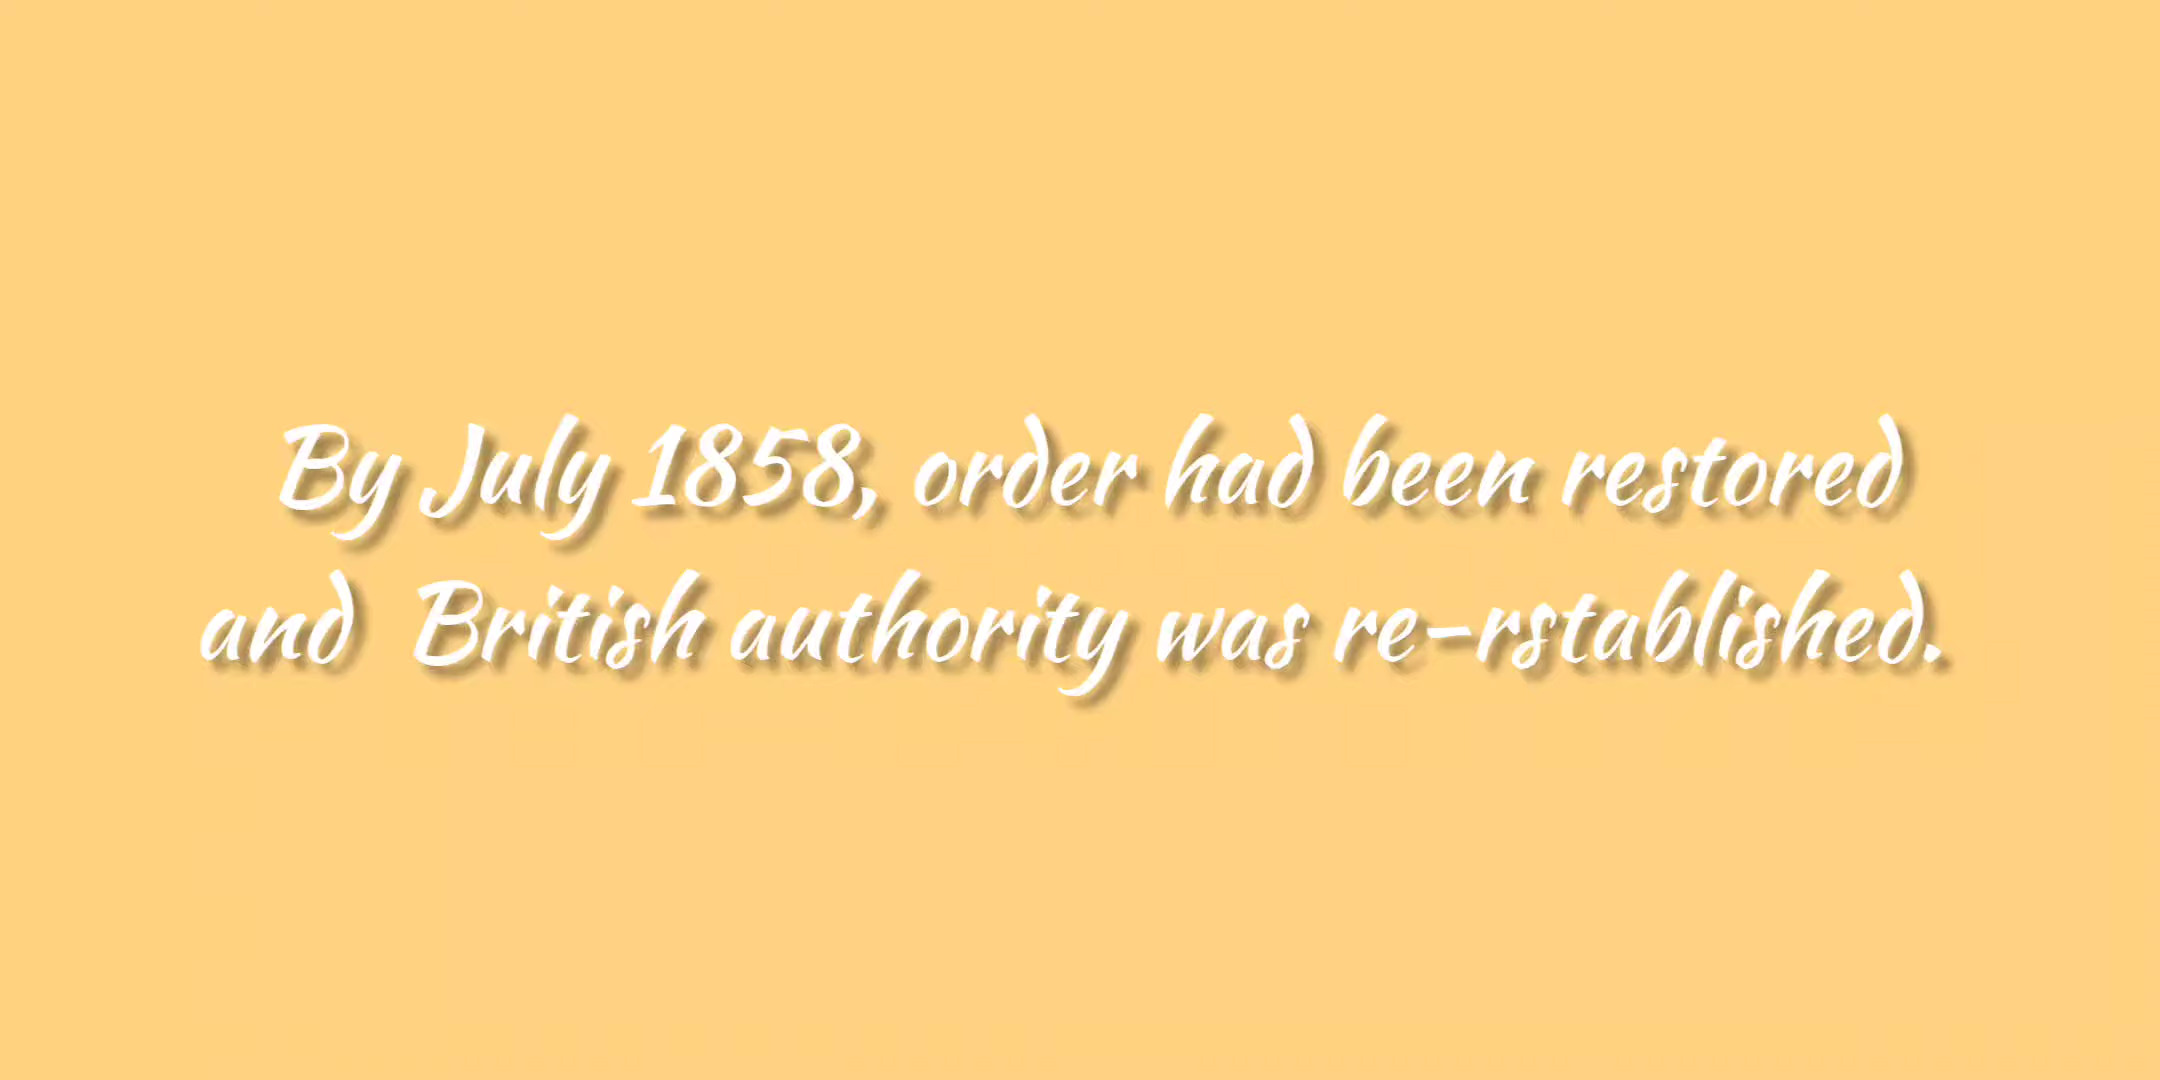 By July 1858, order had been restored
and  British authority was re-rstablished.